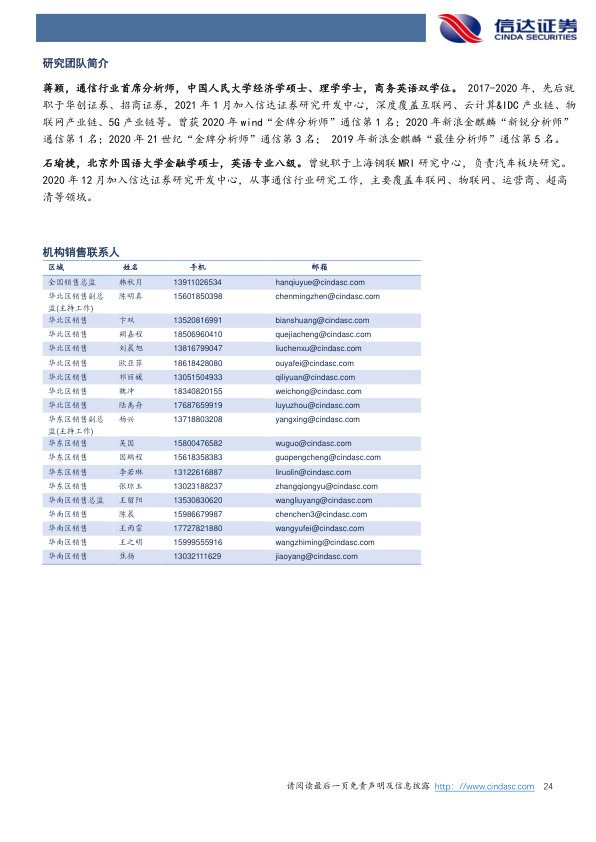 信达证券
CINDA SECURITIES
研究团队简介
蒋颖，通信行业首席分析师，中国人民大学经济学硕士、理学学士，商务英语双学位。 2017-2020 年，先后就
职于华创证券、招商证券，2021 年 1 月加入信达证券研究开发中心，深度覆盖互联网、云计算&IDC 产业链、物
联网产业链、5G 产业链等。曾获 2020 年 wind“金牌分析师”通信第 1 名；2020 年新浪金麒麟“新锐分析师”
通信第 1 名；2020 年 21 世纪“金牌分析师”通信第 3 名； 2019 年新浪金麒麟“最佳分析师”通信第 5 名。
石瑜捷，北京外国语大学金融学硕士，英语专业八级。曾就职于上海钢联 MRI 研究中心，负责汽车板块研究。
2020 年 12 月加入信达证券研究开发中心，从事通信行业研究工作，主要覆盖车联网、物联网、运营商、超高
清等领域。
机构销售联系人
区域 姓名 手机 邮箱
全国销售总监 韩秋月 13911026534 hanqiuyue@cindasc.com
华北区销售副总 陈明真 15601850398 chenmingzhen@cindasc.com
监(主持工作)
华北区销售 卞双 13520816991 bianshuang@cindasc.com
华北区销售 阙嘉程 18506960410 quejiacheng@cindasc.com
华北区销售 刘晨旭 13816799047 liuchenxu@cindasc.com
华北区销售 欧亚菲 18618428080 ouyafei@cindasc.com
华北区销售 祁丽媛 13051504933 qiliyuan@cindasc.com
华北区销售 魏冲 18340820155 weichong@cindasc.com
华北区销售 陆禹舟 17687659919 luyuzhou@cindasc.com
华东区销售副总 杨兴 13718803208 yangxing@cindasc.com
监(主持工作)
华东区销售 吴国 15800476582 wuguo@cindasc.com
华东区销售 国鹏程 15618358383 guopengcheng@cindasc.com
华东区销售 李若琳 13122616887 liruolin@cindasc.com
华东区销售 张琼玉 13023188237 zhangqiongyu@cindasc.com
华南区销售总监 王留阳 13530830620 wangliuyang@cindasc.com
华南区销售 陈晨 15986679987 chenchen3@cindasc.com
华南区销售 王雨霏 17727821880 wangyufei@cindasc.com
华南区销售 王之明 15999555916 wangzhiming@cindasc.com
华南区销售 焦扬 13032111629 jiaoyang@cindasc.com
请阅读最后一页免责声明及信息披露 http: //www.cindasc.com 24